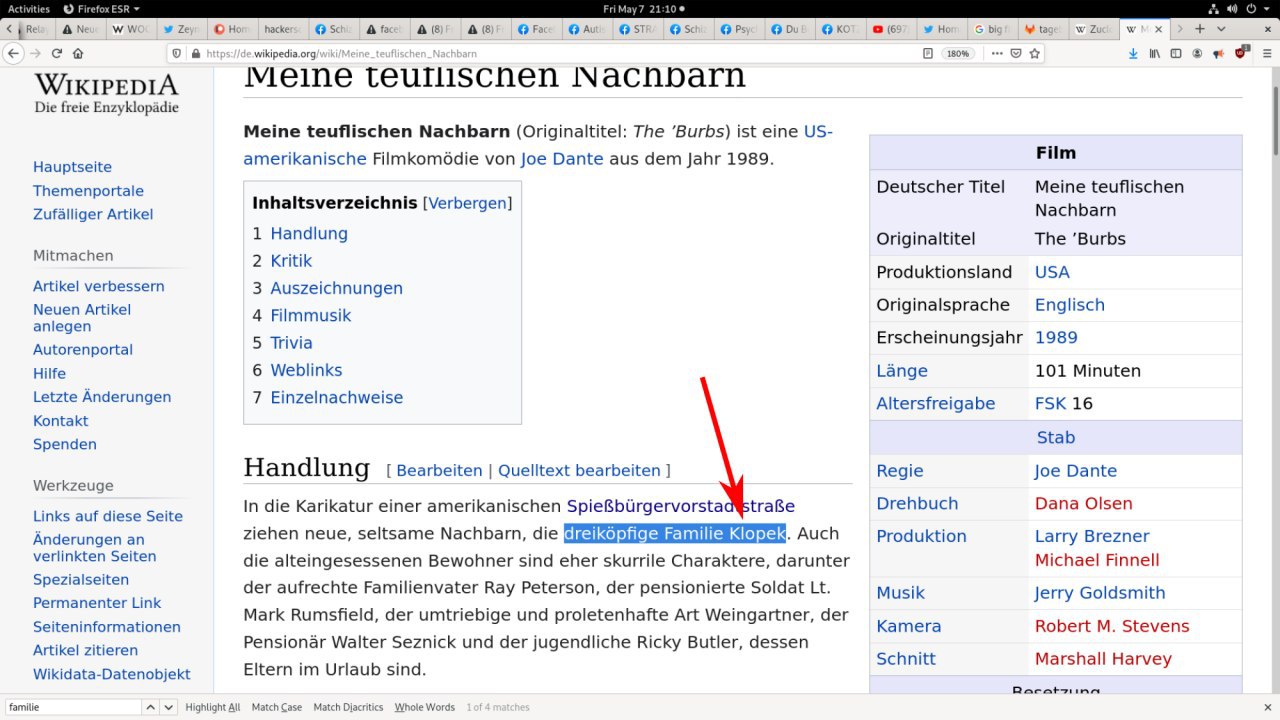 Activities
Firefox ESR
Fri May 7 21:10
Relay
Neue
WOC
Zeyn
Hom
hackersc
Schiz
faceb
(8) F
(8) F
Face
Autis
STRA
Schiz
Psyc
Du B
KOT
(697
Hom
big f
taget
Zucl
https://de.wikipedia.org/wiki/Meine_teuflischen_Nachbarn
180%
WIKIPEDIA
Die freie Enzyklopädie
Hauptseite
Themenportale
Zufälliger Artikel
Mitmachen
Artikel verbessern
Neuen Artikel
anlegen
Autorenportal
Hilfe
Letzte Änderungen
Kontakt
Spenden
Werkzeuge
Links auf diese Seite
Änderungen an
verlinkten Seiten
Spezialseiten
Permanenter Link
Seiteninformationen
Artikel zitieren
Wikidata-Datenobjekt
Meine teuflischen Nachbarn
Meine teuflischen Nachbarn (Originaltitel: The ’Burbs) ist eine US-
amerikanische Filmkomödie von Joe Dante aus dem Jahr 1989.
Inhaltsverzeichnis [Verbergen]
1 Handlung
2 Kritik
3 Auszeichnungen
4 Filmmusik
5 Trivia
6 Weblinks
7 Einzelnachweise
Handlung [ Bearbeiten | Quelltext bearbeiten ]
In die Karikatur einer amerikanischen Spießbürgervorstadtstraße
ziehen neue, seltsame Nachbarn, die dreiköpfige Familie Klopek. Auch
die alteingesessenen Bewohner sind eher skurrile Charaktere, darunter
der aufrechte Familienvater Ray Peterson, der pensionierte Soldat Lt.
Mark Rumsfield, der umtriebige und proletenhafte Art Weingartner, der
Pensionär Walter Seznick und der jugendliche Ricky Butler, dessen
Eltern im Urlaub sind.
Film
Deutscher Titel Meine teuflischen
Nachbarn
Originaltitel The ’Burbs
Produktionsland USA
Originalsprache Englisch
Erscheinungsjahr 1989
Länge 101 Minuten
Altersfreigabe FSK 16
Stab
Regie Joe Dante
Drehbuch Dana Olsen
Produktion Larry Brezner
Michael Finnell
Musik Jerry Goldsmith
Kamera Robert M. Stevens
Schnitt Marshall Harvey
Besetzung
familie
Highlight All
Match Case
Match Diacritics
Whole Words
1 of 4 matches